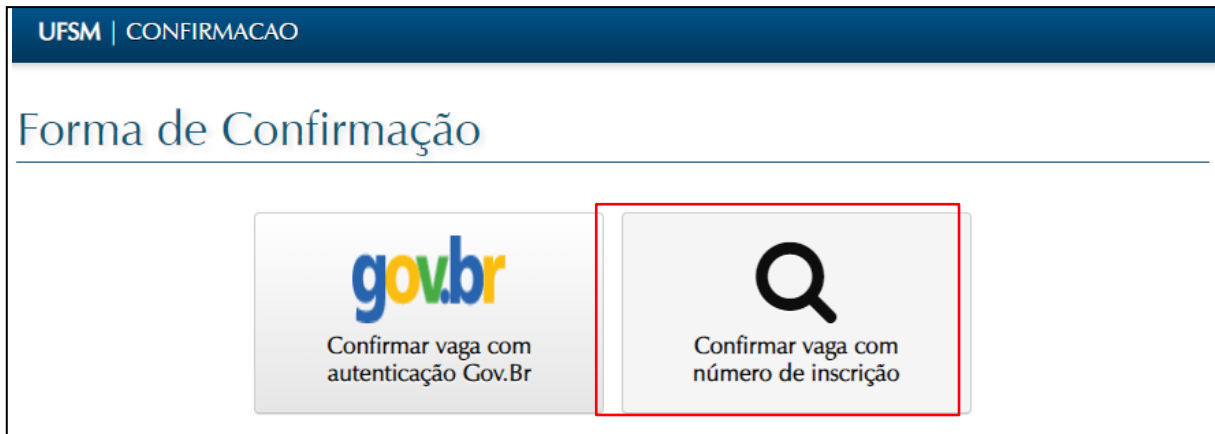 UFSM | CONFIRMACAO
Forma de Confirmação
gov.br
Confirmar vaga com
autenticação Gov.Br
Confirmar vaga com
número de inscrição